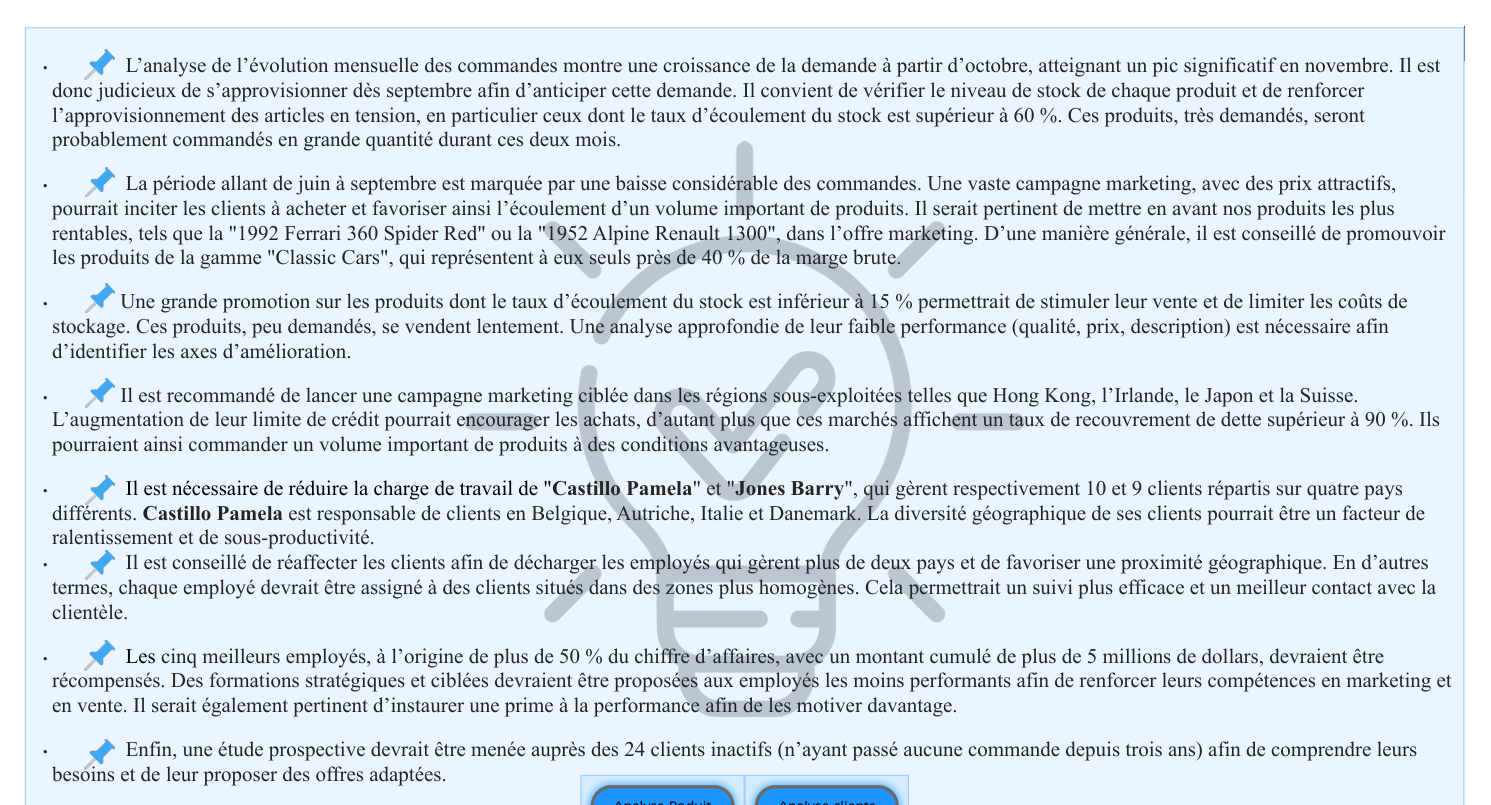 • L’analyse de l’évolution mensuelle des commandes montre une croissance de la demande à partir d’octobre, atteignant un pic significatif en novembre. Il est
donc judicieux de s’approvisionner dès septembre afin d’anticiper cette demande. Il convient de vérifier le niveau de stock de chaque produit et de renforcer
l’approvisionnement des articles en tension, en particulier ceux dont le taux d’écoulement du stock est supérieur à 60 %. Ces produits, très demandés, seront
probablement commandés en grande quantité durant ces deux mois.
• La période allant de juin à septembre est marquée par une baisse considérable des commandes. Une vaste campagne marketing, avec des prix attractifs,
pourrait inciter les clients à acheter et favoriser ainsi l’écoulement d’un volume important de produits. Il serait pertinent de mettre en avant nos produits les plus
rentables, tels que la "1992 Ferrari 360 Spider Red" ou la "1952 Alpine Renault 1300", dans l’offre marketing. D’une manière générale, il est conseillé de promouvoir
les produits de la gamme "Classic Cars", qui représentent à eux seuls près de 40 % de la marge brute.
• Une grande promotion sur les produits dont le taux d’écoulement du stock est inférieur à 15 % permettrait de stimuler leur vente et de limiter les coûts de
stockage. Ces produits, peu demandés, se vendent lentement. Une analyse approfondie de leur faible performance (qualité, prix, description) est nécessaire afin
d’identifier les axes d’amélioration.
• Il est recommandé de lancer une campagne marketing ciblée dans les régions sous-exploitées telles que Hong Kong, l’Irlande, le Japon et la Suisse.
L’augmentation de leur limite de crédit pourrait encourager les achats, d’autant plus que ces marchés affichent un taux de recouvrement de dette supérieur à 90 %. Ils
pourraient ainsi commander un volume important de produits à des conditions avantageuses.
• Il est nécessaire de réduire la charge de travail de "Castillo Pamela" et "Jones Barry", qui gèrent respectivement 10 et 9 clients répartis sur quatre pays
différents. Castillo Pamela est responsable de clients en Belgique, Autriche, Italie et Danemark. La diversité géographique de ses clients pourrait être un facteur de
ralentissement et de sous-productivité.
• Il est conseillé de réaffecter les clients afin de décharger les employés qui gèrent plus de deux pays et de favoriser une proximité géographique. En d’autres
termes, chaque employé devrait être assigné à des clients situés dans des zones plus homogènes. Cela permettrait un suivi plus efficace et un meilleur contact avec la
clientèle.
• Les cinq meilleurs employés, à l’origine de plus de 50 % du chiffre d’affaires, avec un montant cumulé de plus de 5 millions de dollars, devraient être
récompensés. Des formations stratégiques et ciblées devraient être proposées aux employés les moins performants afin de renforcer leurs compétences en marketing et
en vente. Il serait également pertinent d’instaurer une prime à la performance afin de les motiver davantage.
• Enfin, une étude prospective devrait être menée auprès des 24 clients inactifs (n’ayant passé aucune commande depuis trois ans) afin de comprendre leurs
besoins et de leur proposer des offres adaptées.